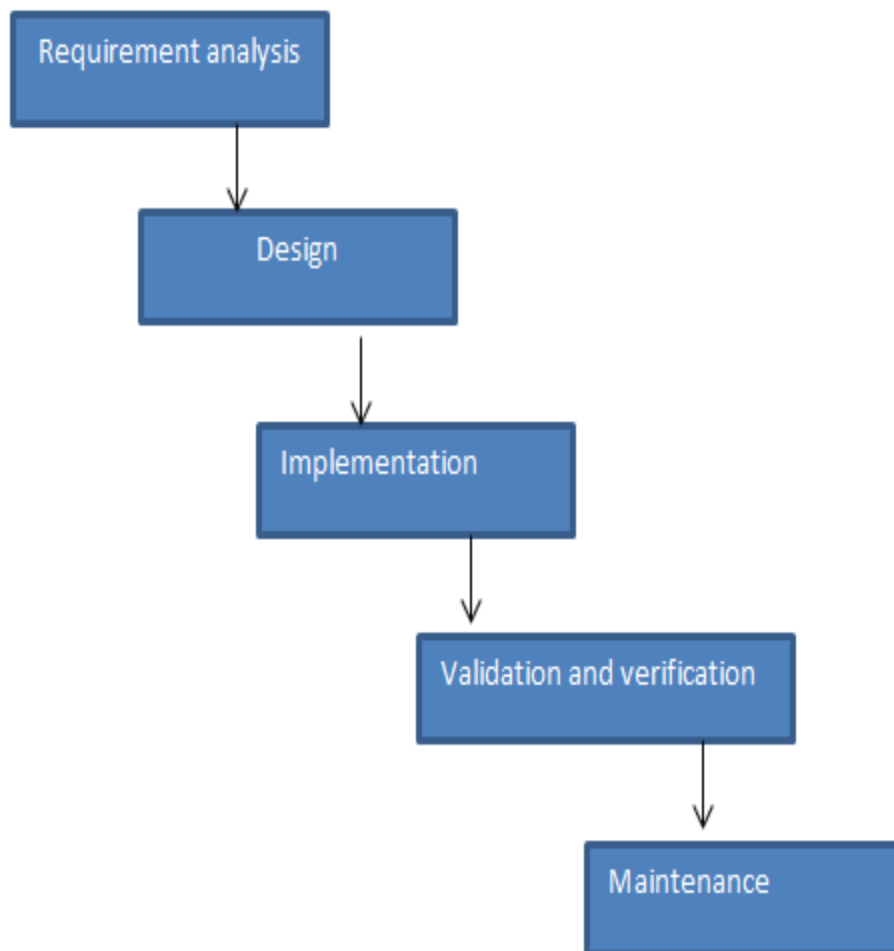 Requirement analysis
Design
Implementation
Validation and verification
Maintenance